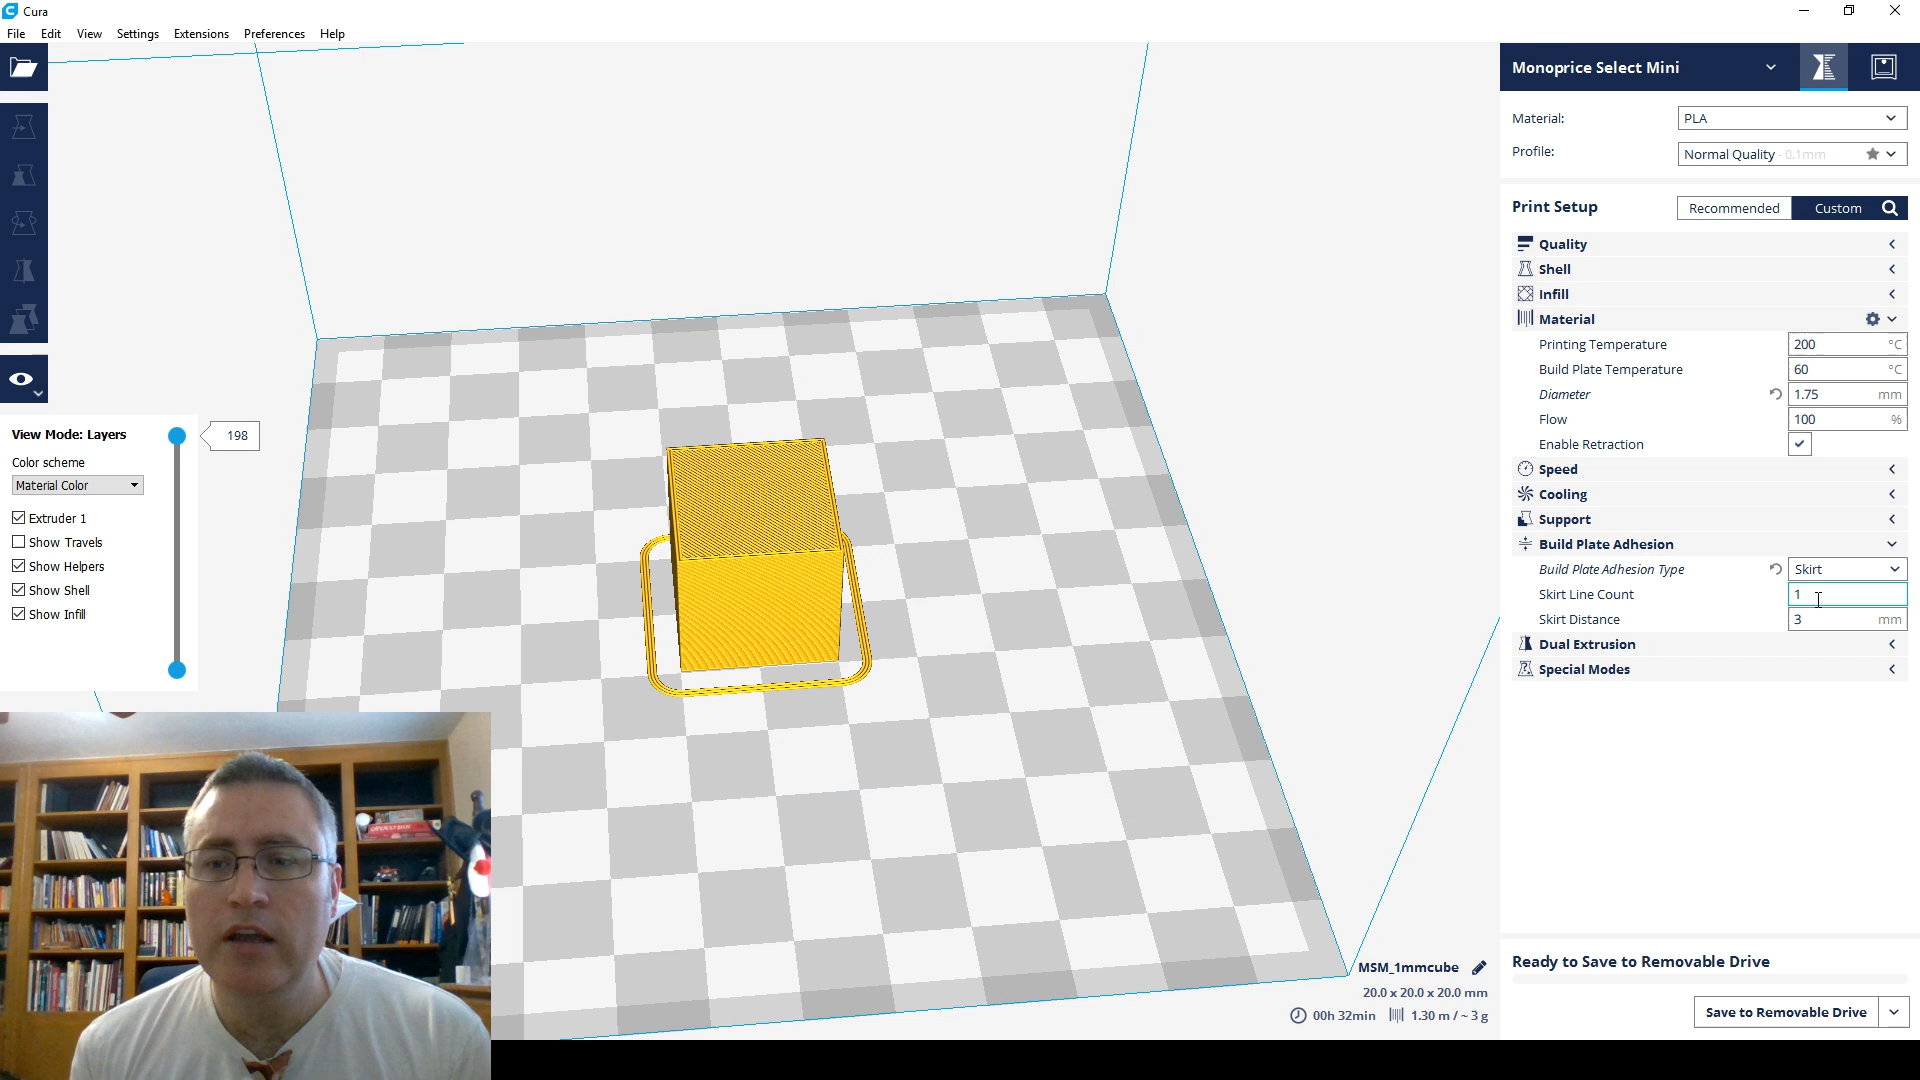 Cura
File Edit View Settings Extensions Preferences Help
Monoprice Select Mini
Material: PLA
Profile: Normal Quality - 0.1mm
Print Setup Recommended Custom
Quality
Shell
Infill
Material
Printing Temperature 200 °C
Build Plate Temperature 60 °C
Diameter 1.75 mm
Flow 100 %
Enable Retraction
Speed
Cooling
Support
Build Plate Adhesion
Build Plate Adhesion Type Skirt
Skirt Line Count 1
Skirt Distance 3 mm
Dual Extrusion
Special Modes
View Mode: Layers
198
Color scheme
Material Color
Extruder 1
Show Travels
Show Helpers
Show Shell
Show Infill
MSM_1mmcube
20.0 x 20.0 x 20.0 mm
00h 32min 1.30 m / ~ 3 g
Ready to Save to Removable Drive
Save to Removable Drive